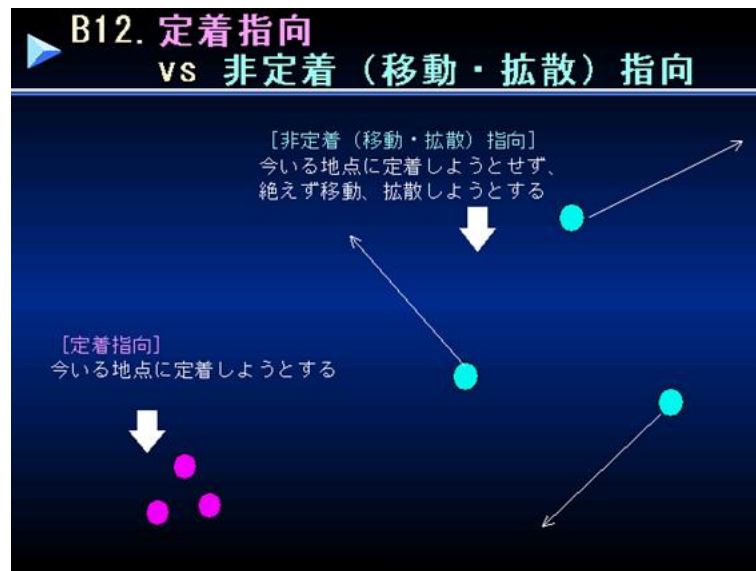 B12. 定着指向
vs 非定着（移動・拡散）指向
[非定着（移動・拡散）指向]
今いる地点に定着しようとせず、
絶えず移動、拡散しようとする
[定着指向]
今いる地点に定着しようとする